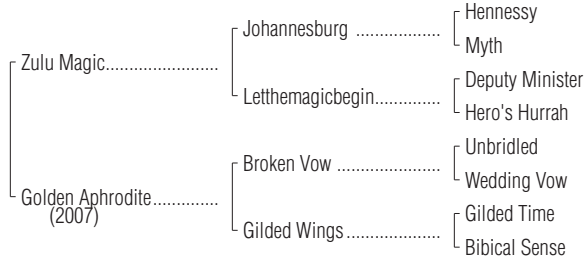 Hennessy
Johannesburg ....................
Myth
Zulu Magic..........................
Deputy Minister
Letthemagicbegin...............
Hero's Hurrah
Unbridled
Broken Vow ........................
Wedding Vow
Golden Aphrodite...............
(2007)
Gilded Time
Gilded Wings......................
Bibical Sense